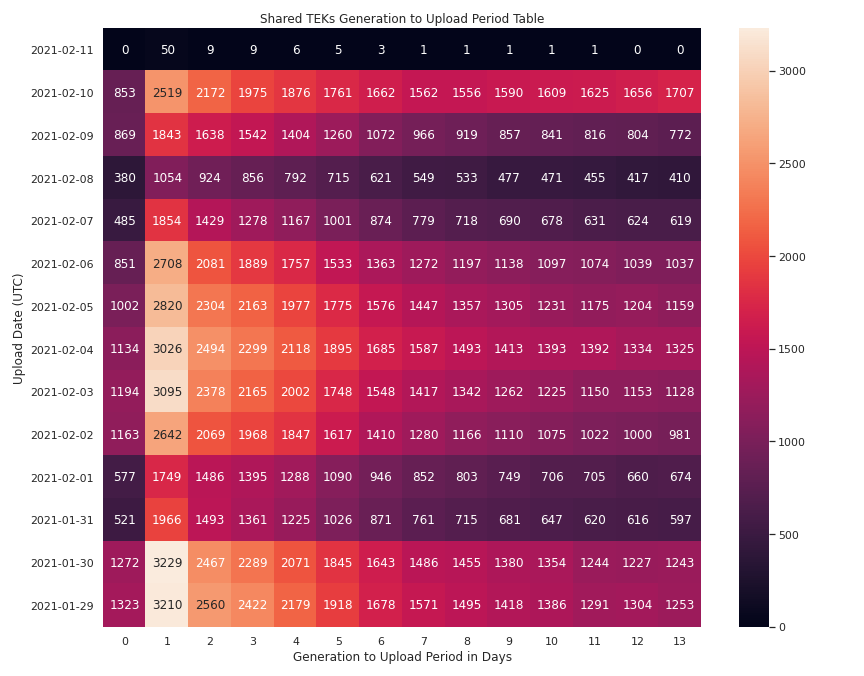 Shared TEKs Generation to Upload Period Table
Upload Date (UTC)
2021-02-11 0 50 9 9 6 5 3 1 1 1 1 1 0 0
2021-02-10 853 2519 2172 1975 1876 1761 1662 1562 1556 1590 1609 1625 1656 1707
2021-02-09 869 1843 1638 1542 1404 1260 1072 966 919 857 841 816 804 772
2021-02-08 380 1054 924 856 792 715 621 549 533 477 471 455 417 410
2021-02-07 485 1854 1429 1278 1167 1001 874 779 718 690 678 631 624 619
2021-02-06 851 2708 2081 1889 1757 1533 1363 1272 1197 1138 1097 1074 1039 1037
2021-02-05 1002 2820 2304 2163 1977 1775 1576 1447 1357 1305 1231 1175 1204 1159
2021-02-04 1134 3026 2494 2299 2118 1895 1685 1587 1493 1413 1393 1392 1334 1325
2021-02-03 1194 3095 2378 2165 2002 1748 1548 1417 1342 1262 1225 1150 1153 1128
2021-02-02 1163 2642 2069 1968 1847 1617 1410 1280 1166 1110 1075 1022 1000 981
2021-02-01 577 1749 1486 1395 1288 1090 946 852 803 749 706 705 660 674
2021-01-31 521 1966 1493 1361 1225 1026 871 761 715 681 647 620 616 597
2021-01-30 1272 3229 2467 2289 2071 1845 1643 1486 1455 1380 1354 1244 1227 1243
2021-01-29 1323 3210 2560 2422 2179 1918 1678 1571 1495 1418 1386 1291 1304 1253
0 1 2 3 4 5 6 7 8 9 10 11 12 13
Generation to Upload Period in Days
3000
2500
2000
1500
1000
500
0